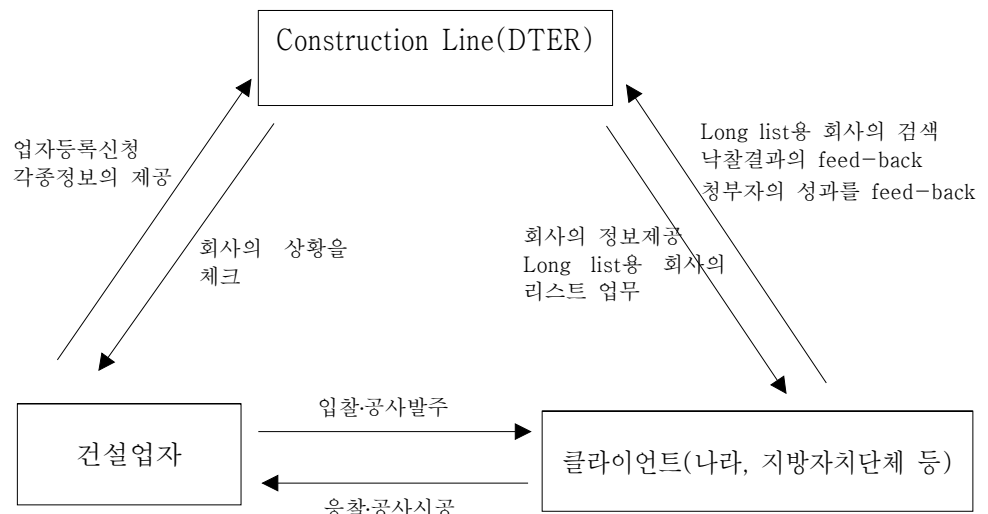 Construction Line(DTER)
업자등록신청
각종정보의 제공
Long list용 회사의 검색
낙찰결과의 feed-back
청부자의 성과를 feed-back
회사의 상황을
체크
회사의 정보제공
Long list용 회사의
리스트 업무
입찰·공사발주
건설업자
클라이언트(나라, 지방자치단체 등)
응찰·공사시공